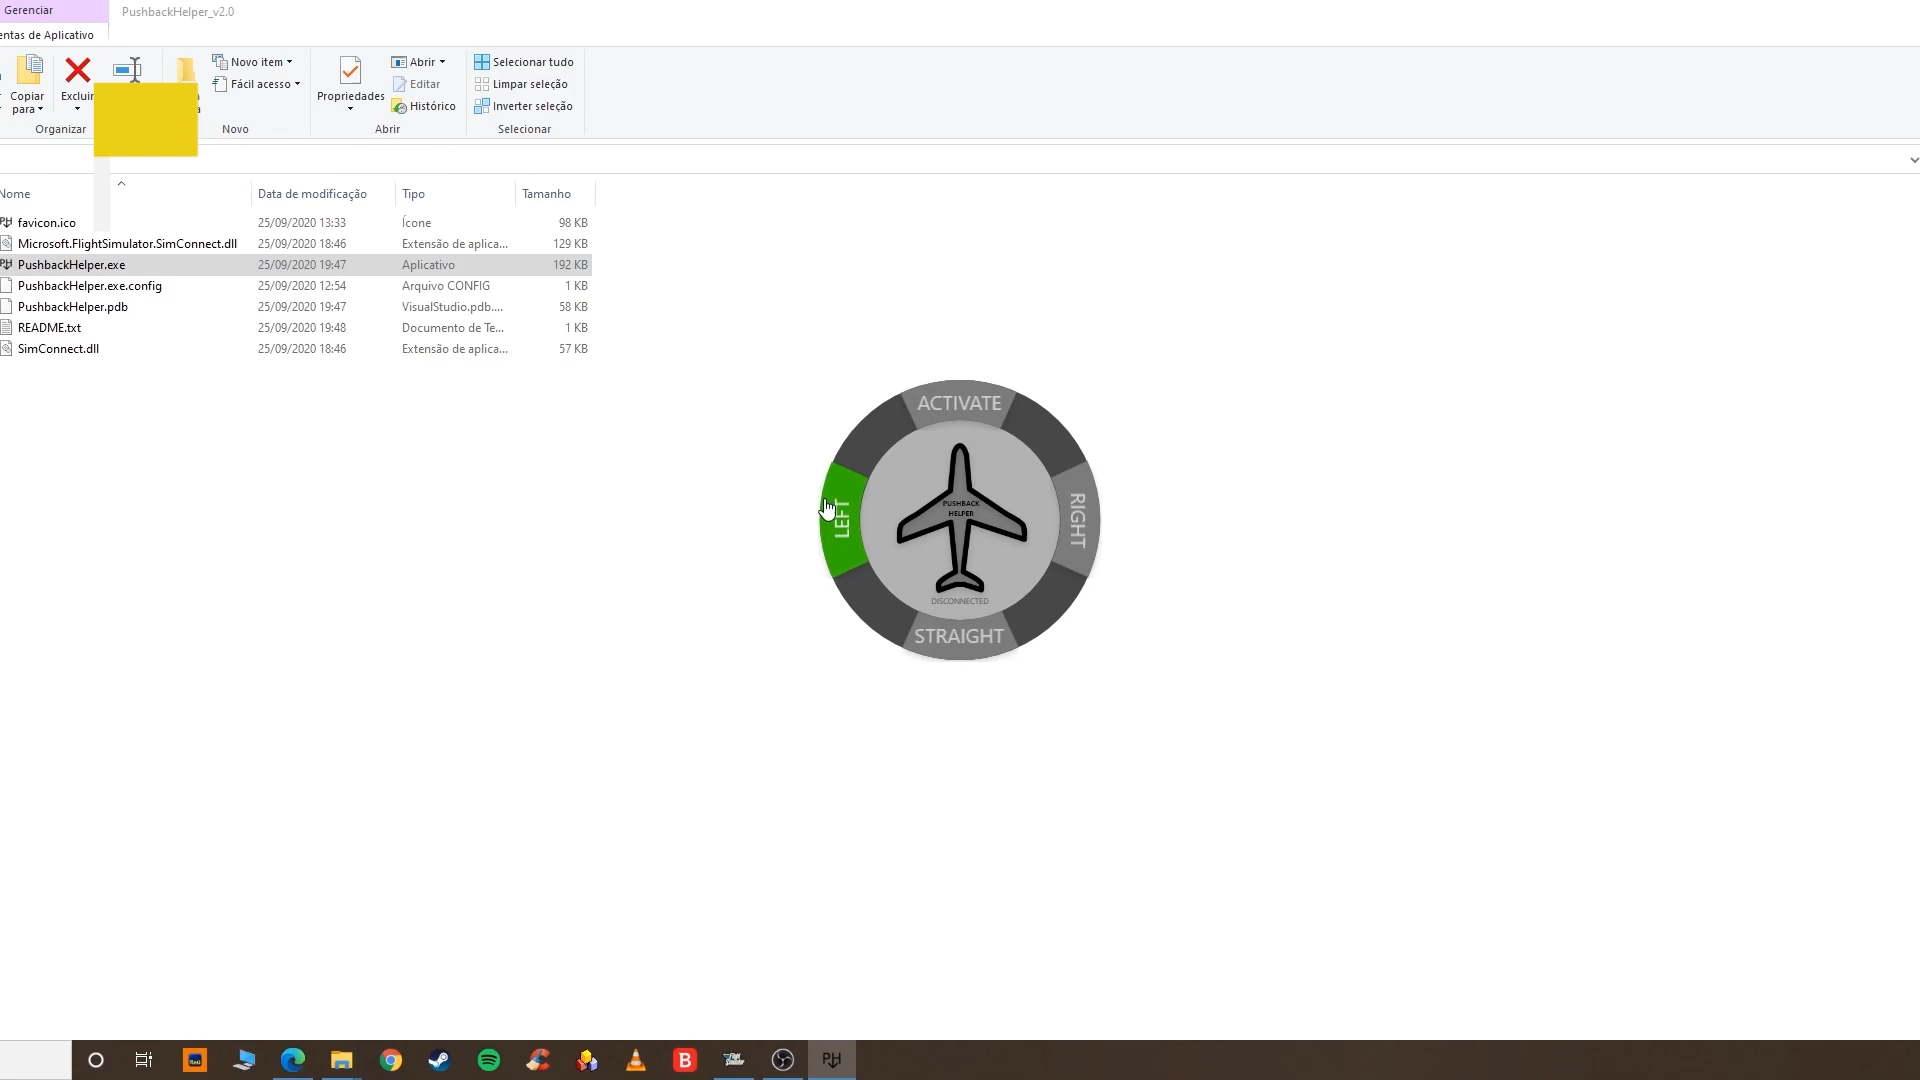 Gerenciar
PushbackHelper_v2.0
entas de Aplicativo
Copiar
para
Excluir
Organizar
Novo item
Fácil acesso
Novo
Propriedades
Abrir
Editar
Histórico
Abrir
Selecionar tudo
Limpar seleção
Inverter seleção
Selecionar
Nome Data de modificação Tipo Tamanho
favicon.ico 25/09/2020 13:33 Ícone 98 KB
Microsoft.FlightSimulator.SimConnect.dll 25/09/2020 18:46 Extensão de aplica... 129 KB
PushbackHelper.exe 25/09/2020 19:47 Aplicativo 192 KB
PushbackHelper.exe.config 25/09/2020 12:54 Arquivo CONFIG 1 KB
PushbackHelper.pdb 25/09/2020 19:47 VisualStudio.pdb.... 58 KB
README.txt 25/09/2020 19:48 Documento de Te... 1 KB
SimConnect.dll 25/09/2020 18:46 Extensão de aplica... 57 KB
ACTIVATE
LEFT
PUSHBACK
HELPER
RIGHT
DISCONNECTED
STRAIGHT
B
PH